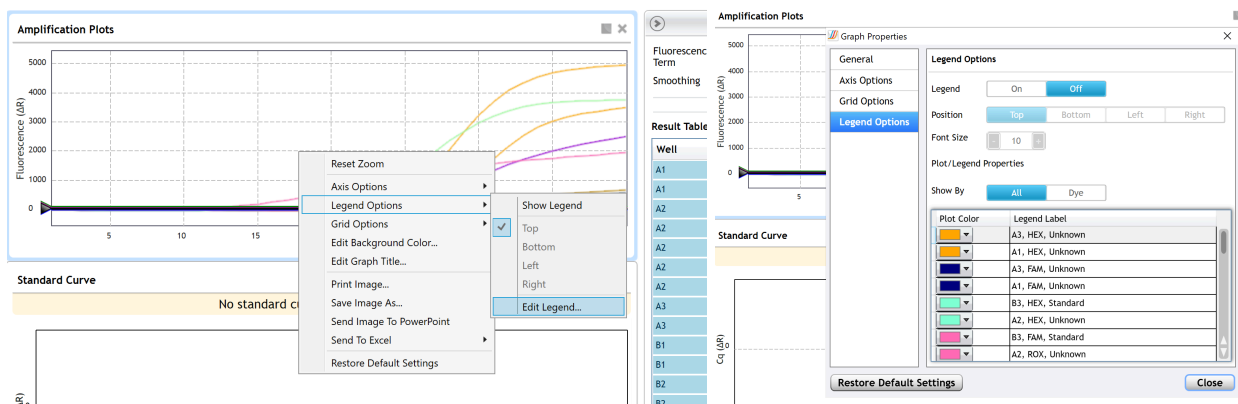 Amplification Plots
5000
4000
3000
2000
1000
0
Fluorescence (ΔR)
5
10
15
Reset Zoom
Axis Options
Legend Options
Grid Options
Edit Background Color...
Edit Graph Title...
Print Image...
Save Image As...
Send Image To PowerPoint
Send To Excel
Restore Default Settings
Show Legend
Top
Bottom
Left
Right
Edit Legend...
Standard Curve
No standard
Term
Smoothing
Result Table
Well
A1
A1
A2
A2
A2
A2
A2
A3
A3
B1
B1
B2
B2
Amplification Plots
5000
4000
3000
2000
1000
0
Fluorescence (ΔR)
5
Standard Curve
Cq (ΔR)
0
Graph Properties
General
Axis Options
Grid Options
Legend Options
Legend Options
Legend On Off
Position Top Bottom Left Right
Font Size - 10 +
Plot/Legend Properties
Show By All Dye
Plot Color Legend Label
A3, HEX, Unknown
A1, HEX, Unknown
A3, FAM, Unknown
A1, FAM, Unknown
B3, HEX, Standard
A2, HEX, Unknown
B3, FAM, Standard
A2, ROX, Unknown
Restore Default Settings
Close